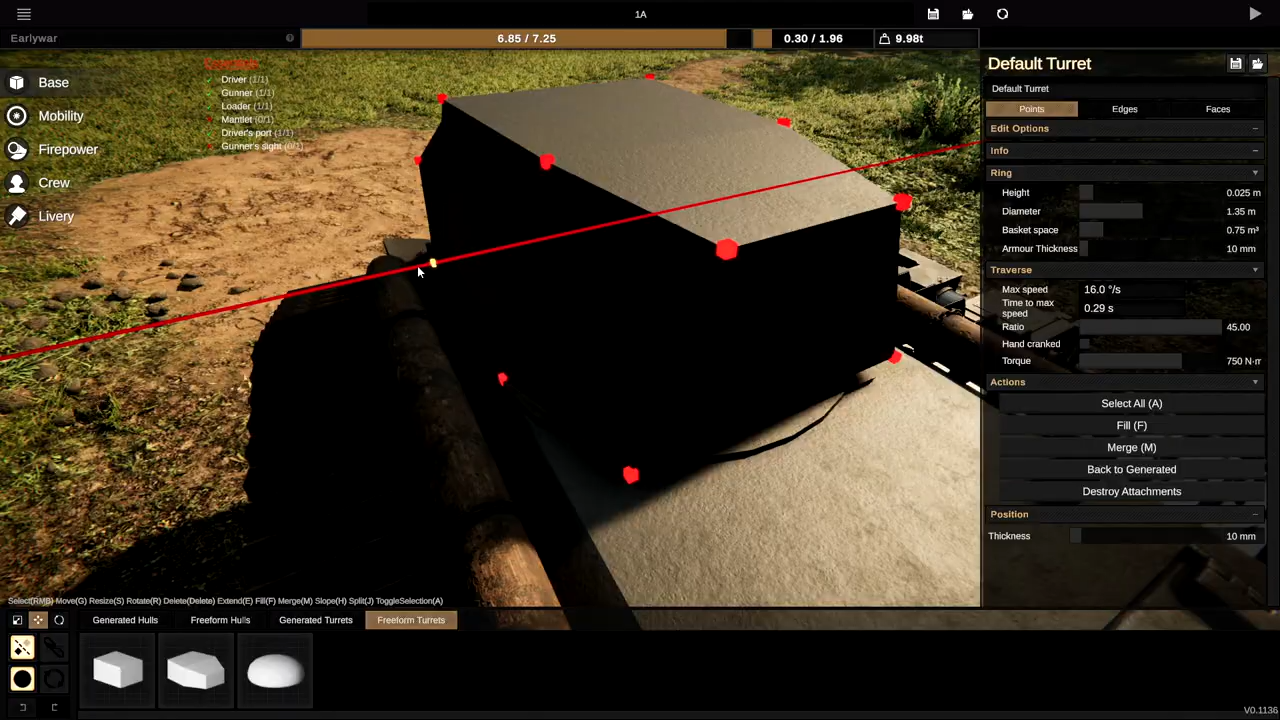 1A
Earlywar
6.85 / 7.25
0.30 / 1.96
9.98t
Base
Mobility
Firepower
Crew
Livery
Driver (1/1)
Gunner (1/1)
Loader (1/1)
Mantlet (0/1)
Driver's port (1/1)
Gunner's sight (0/1)
Default Turret
Default Turret
Points Edges Faces
Edit Options
Info
Ring
Height 0.025 m
Diameter 1.35 m
Basket space 0.75 m³
Armour Thickness 10 mm
Traverse
Max speed 16.0 °/s
Time to max speed 0.29 s
Ratio 45.00
Hand cranked
Torque 750 N·m
Actions
Select All (A)
Fill (F)
Merge (M)
Back to Generated
Destroy Attachments
Position
Thickness 10 mm
Select(RMB) Move(G) Resize(S) Rotate(R) Delete(Delete) Extend(E) Fill(F) Merge(M) Slope(H) Split(J) ToggleSelection(A)
Generated Hulls Freeform Hulls Generated Turrets Freeform Turrets
V0.1136